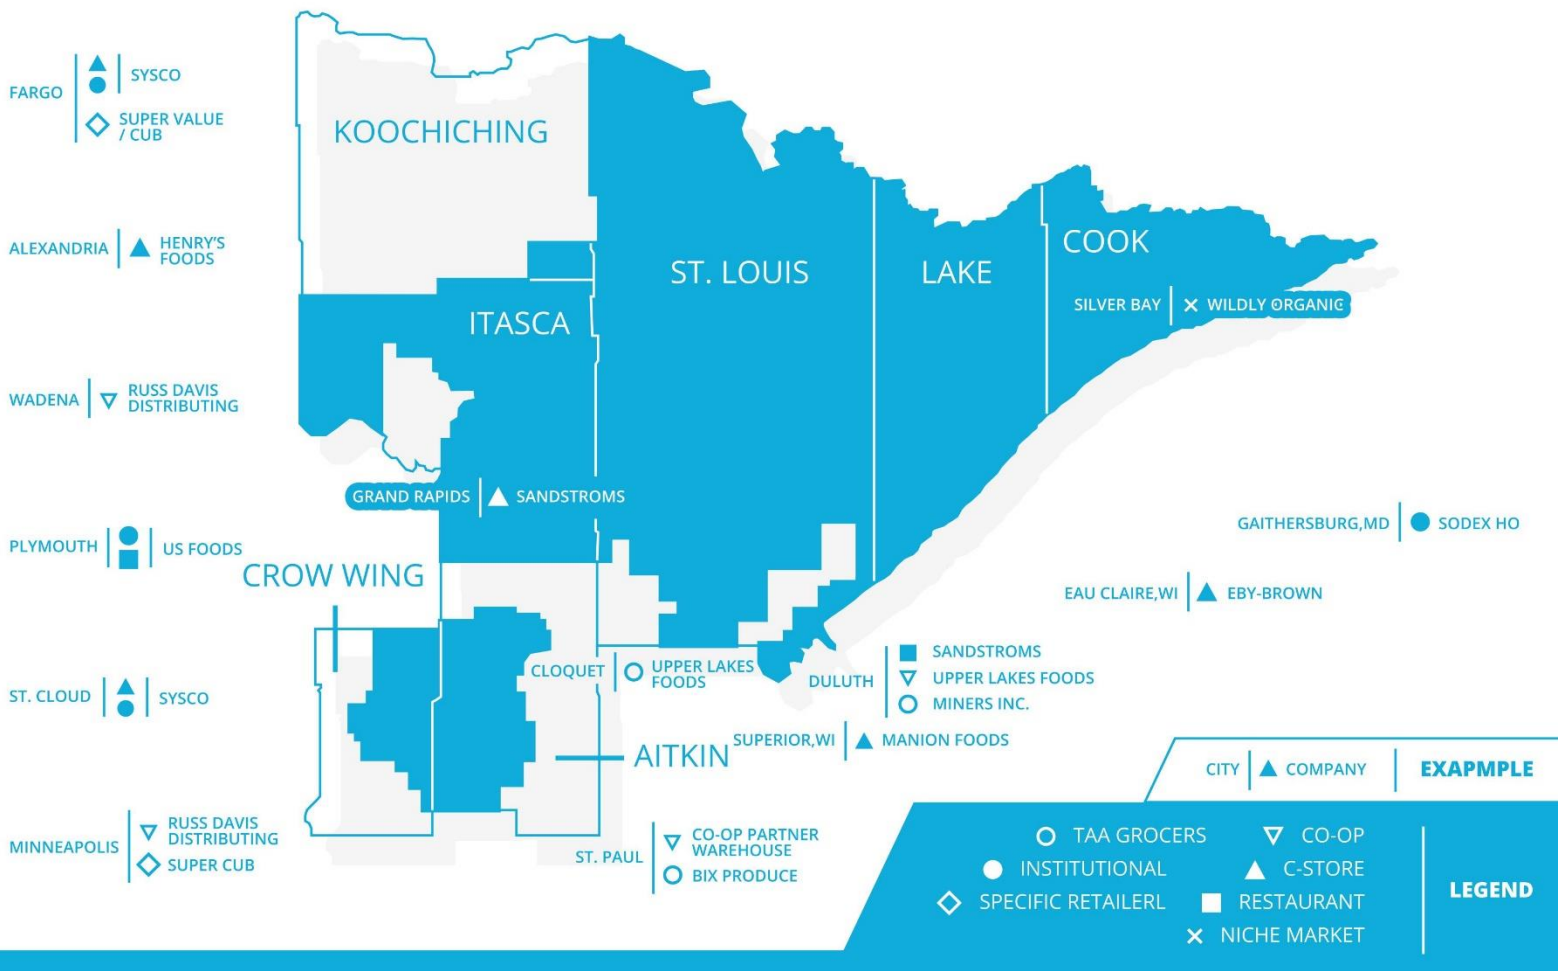 FARGO
SYSCO
SUPER VALUE
/ CUB
KOOCHICHING
ALEXANDRIA
HENRY'S
FOODS
ST. LOUIS
LAKE
COOK
SILVER BAY
WILDLY ORGANIC
ITASCA
WADENA
RUSS DAVIS
DISTRIBUTING
GRAND RAPIDS
SANDSTROMS
GAITHERSBURG,MD
SODEX HO
PLYMOUTH
US FOODS
CROW WING
EAU CLAIRE,WI
EBY-BROWN
CLOQUET
UPPER LAKES
FOODS
DULUTH
SANDSTROMS
UPPER LAKES FOODS
MINERS INC.
ST. CLOUD
SYSCO
SUPERIOR,WI
MANION FOODS
AITKIN
CITY
COMPANY
EXAPMPLE
MINNEAPOLIS
RUSS DAVIS
DISTRIBUTING
SUPER CUB
ST. PAUL
CO-OP PARTNER
WAREHOUSE
BIX PRODUCE
TAA GROCERS
CO-OP
INSTITUTIONAL
C-STORE
SPECIFIC RETAILERL
RESTAURANT
NICHE MARKET
LEGEND